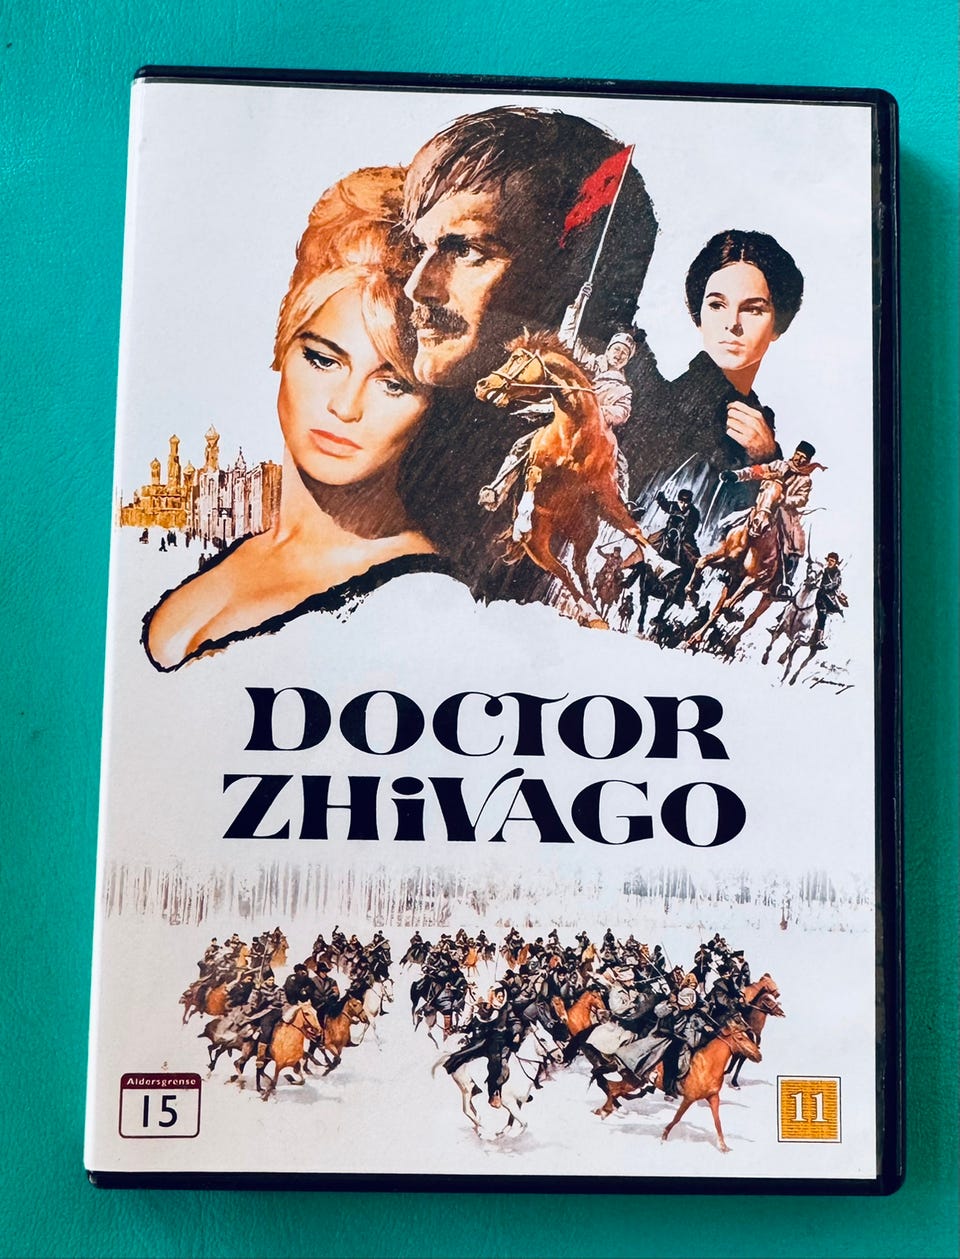 DOCTOR
ZHiVAGO
Aldersgrense
15
11